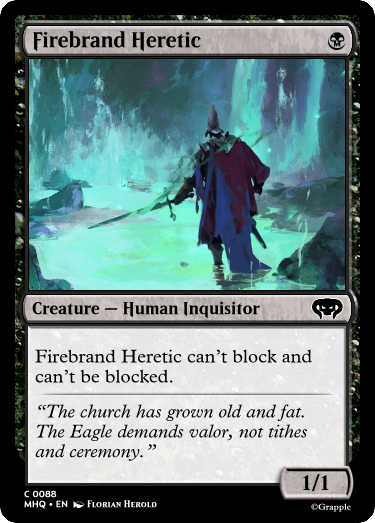 Firebrand Heretic
Creature — Human Inquisitor
Firebrand Heretic can’t block and
can’t be blocked.
“The church has grown old and fat.
The Eagle demands valor, not tithes
and ceremony.”
1/1
C 0088
MHQ • EN Florian Herold
©Grapple